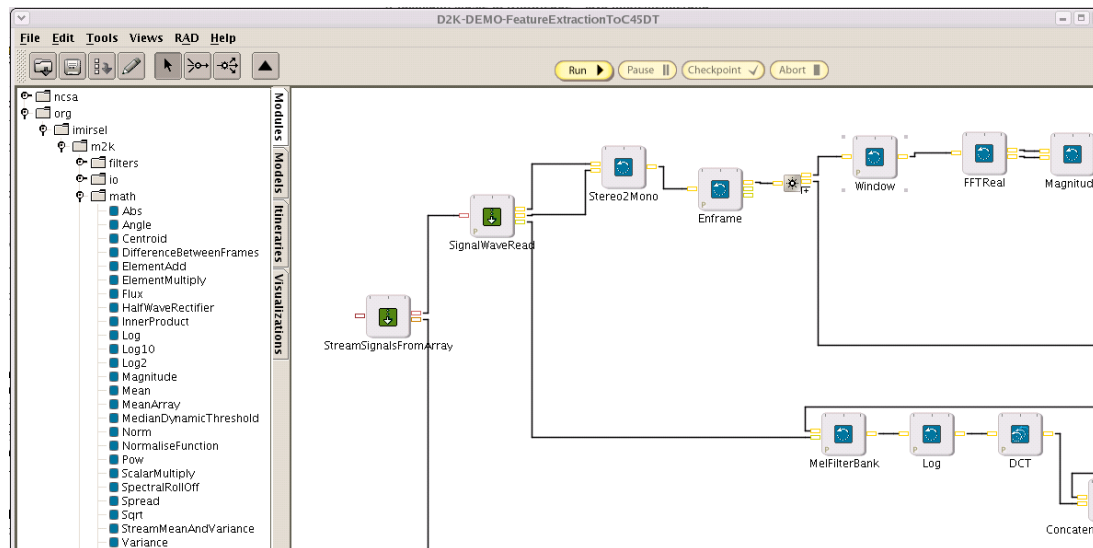 D2K-DEMO-FeatureExtractionToC45DT
File Edit Tools Views RAD Help
Run Pause Checkpoint Abort
ncsa
org
imirsel
m2k
filters
io
math
Abs
Angle
Centroid
DifferenceBetweenFrames
ElementAdd
ElementMultiply
Flux
HalfWaveRectifier
InnerProduct
Log
Log10
Log2
Magnitude
Mean
MeanArray
MedianDynamicThreshold
Norm
NormaliseFunction
Pow
ScalarMultiply
SpectralRollOff
Spread
Sqrt
StreamMeanAndVariance
Variance
Modules
Models
Itineraries
Visualizations
Stereo2Mono
Enframe
Window
P
FFTReal
P
Magnitud
SignalWaveRead
P
StreamSignalsFromArray
MelFilterBank
Log
DCT
Concaten